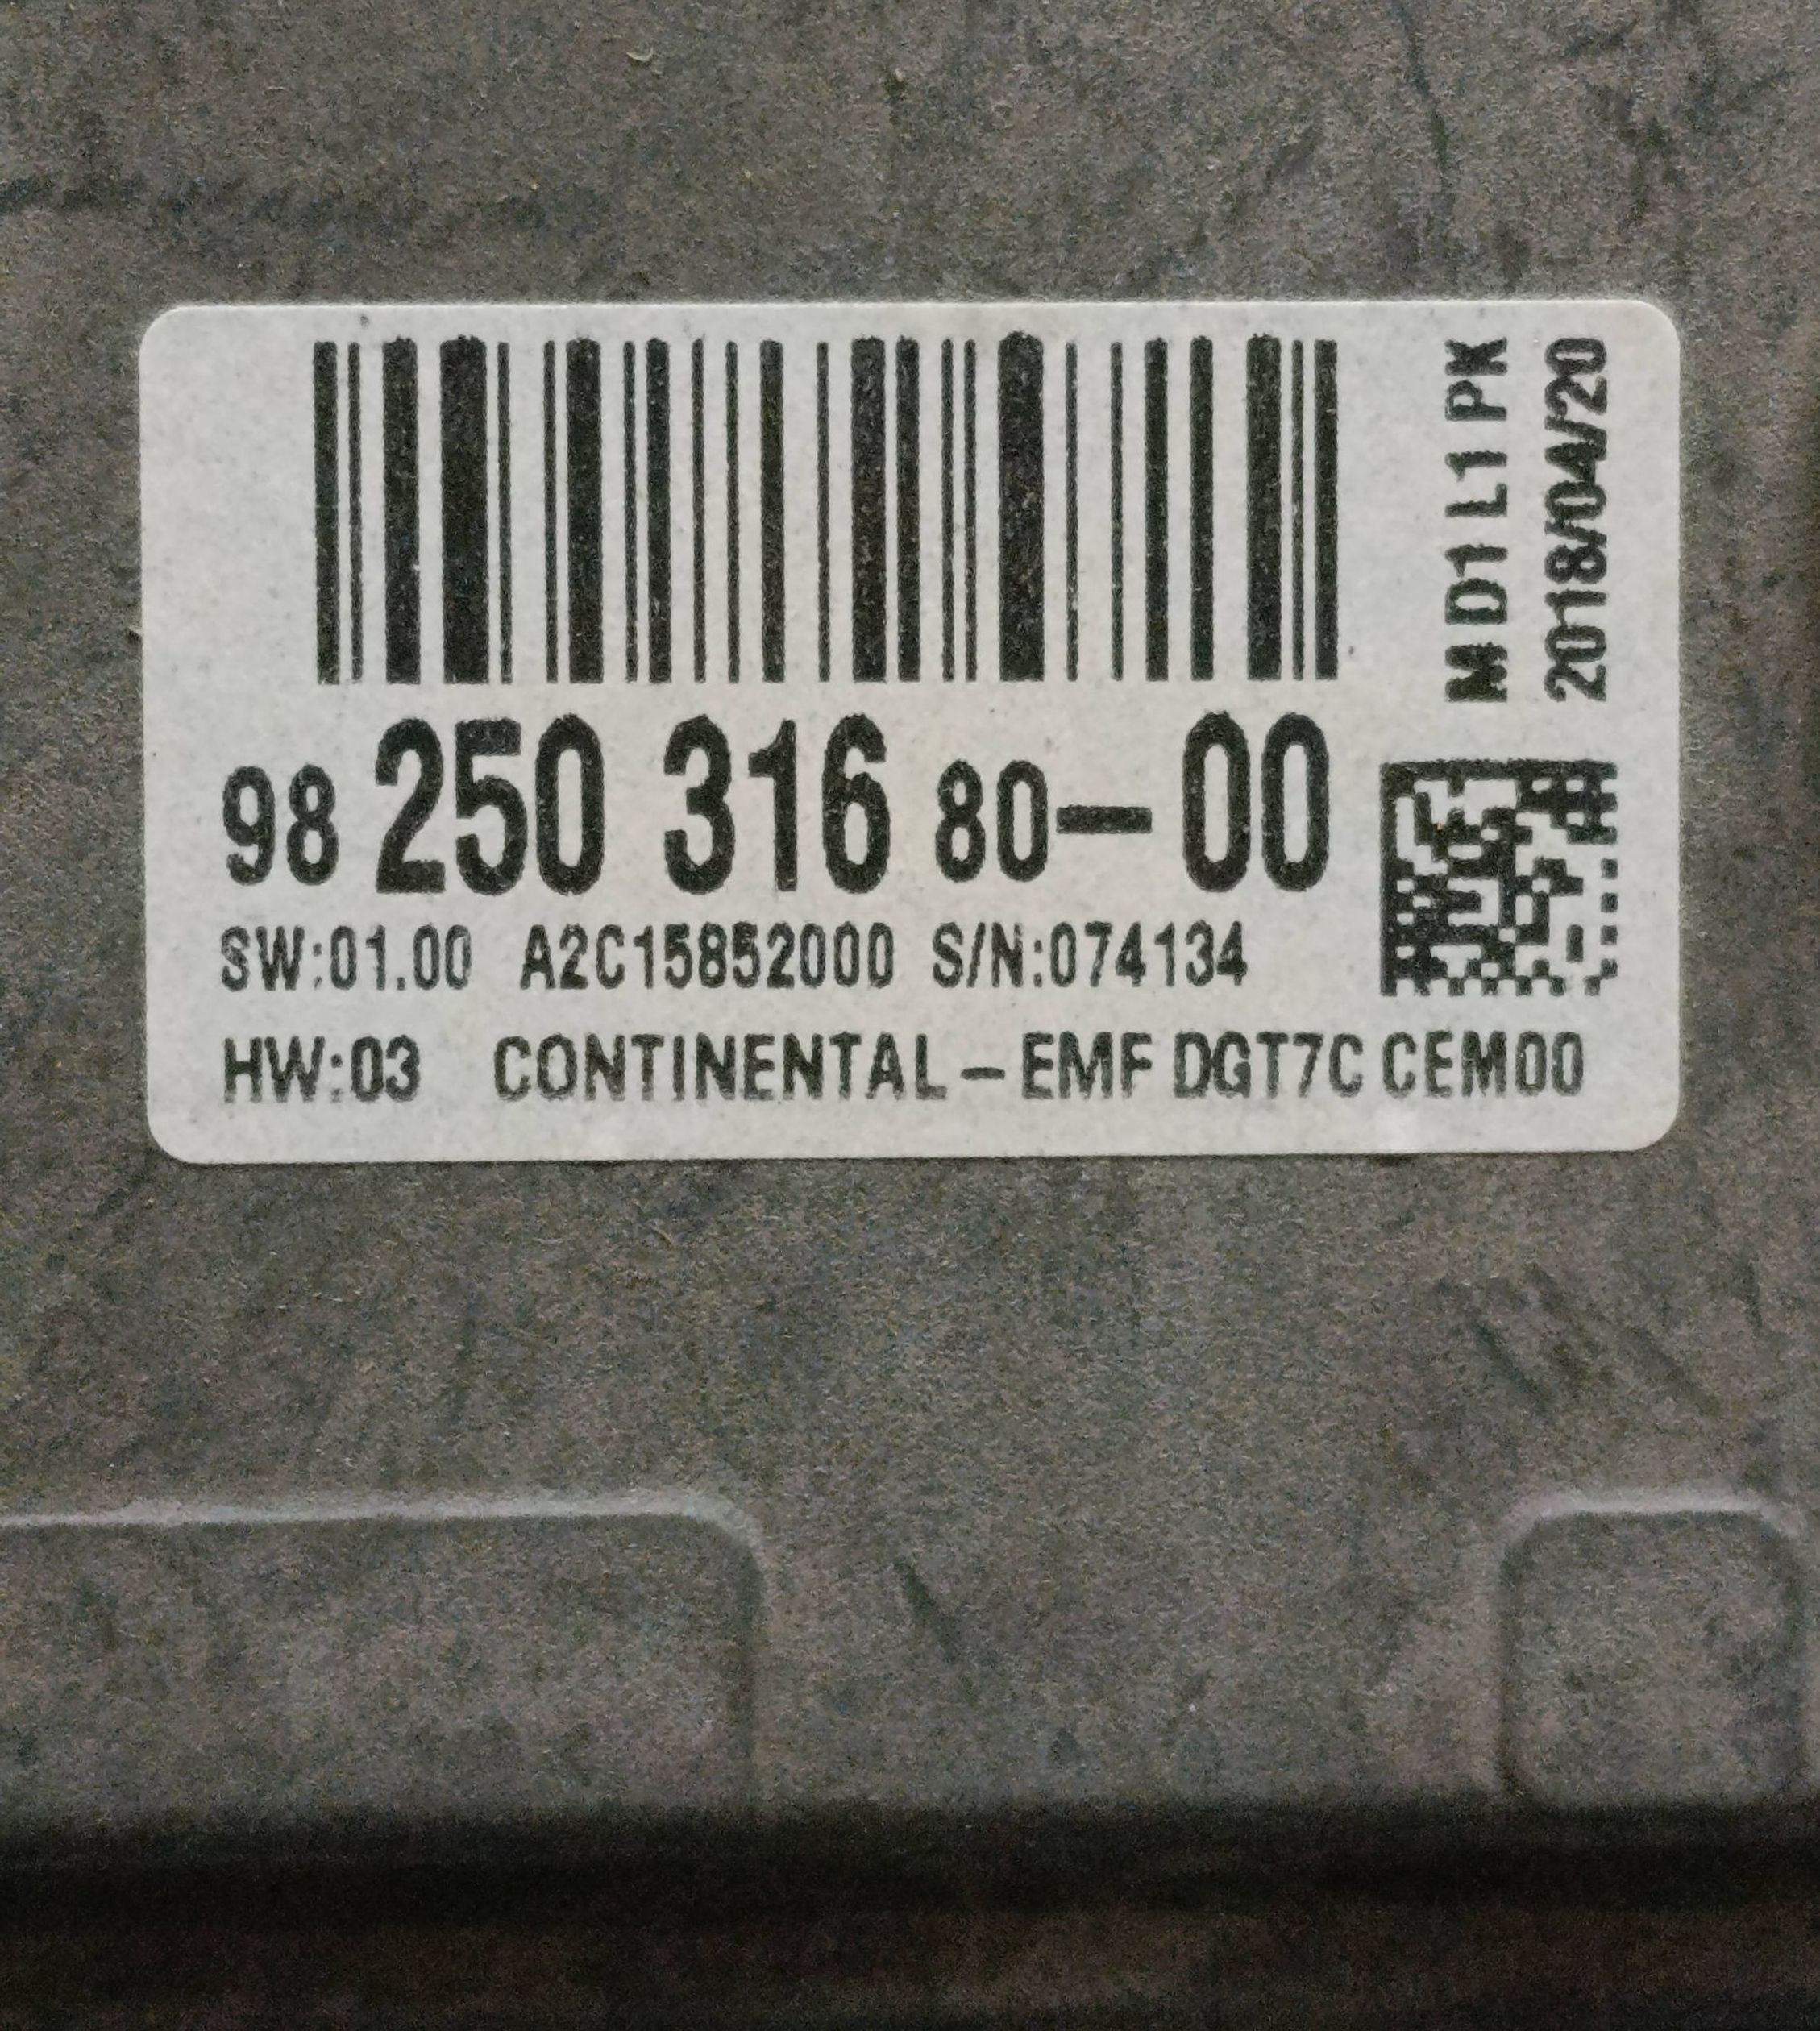 98 250 316 80-00
SW:01.00 A2C15852000 S/N:074134
HW:03 CONTINENTAL-EMF DGT7C CEM00
MD1 L1 PK
2018/04/20